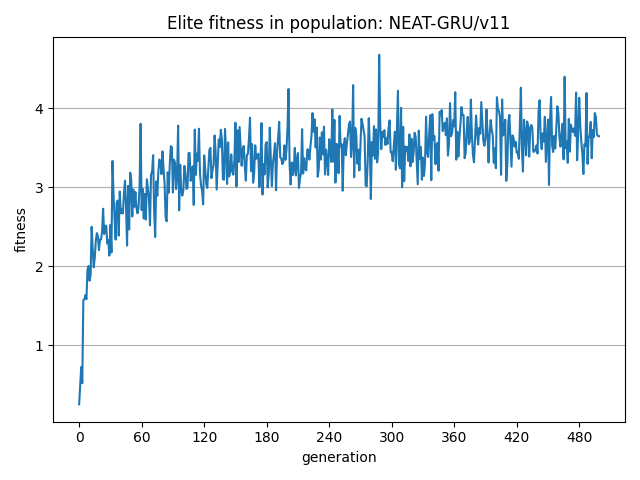 Elite fitness in population: NEAT-GRU/v11
fitness
4
3
2
1
0 60 120 180 240 300 360 420 480
generation